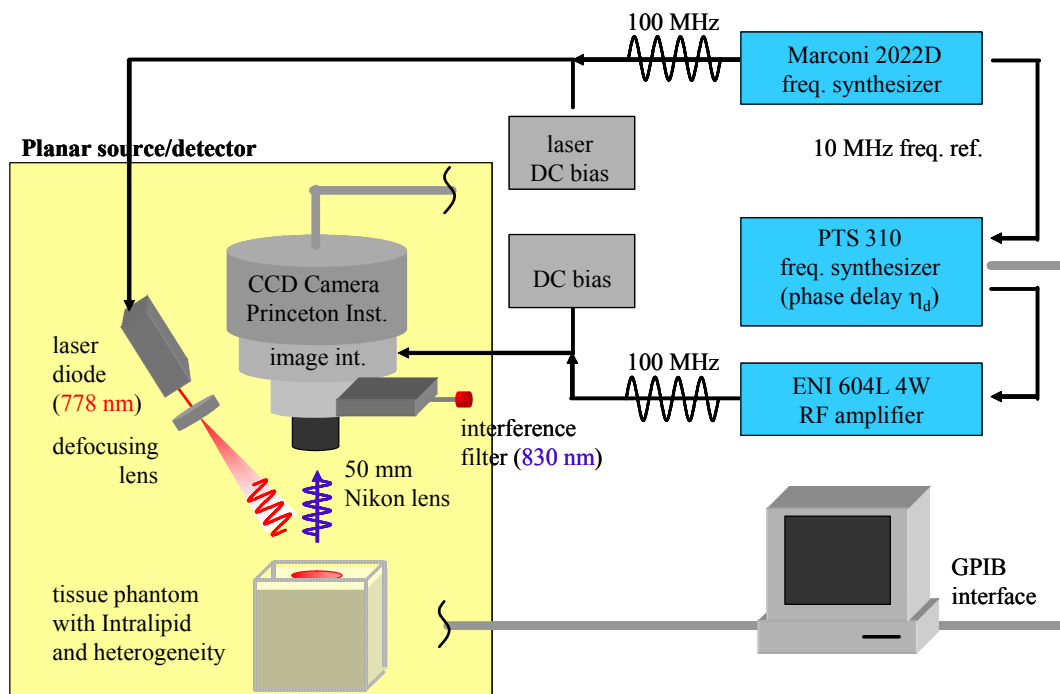 100 MHz
Marconi 2022D
freq. synthesizer
Planar source/detector
laser
DC bias
10 MHz freq. ref.
CCD Camera
Princeton Inst.
image int.
DC bias
PTS 310
freq. synthesizer
(phase delay ηd)
laser
diode
(778 nm)
100 MHz
ENI 604L 4W
RF amplifier
defocusing
lens
interference
filter (830 nm)
50 mm
Nikon lens
tissue phantom
with Intralipid
and heterogeneity
GPIB
interface